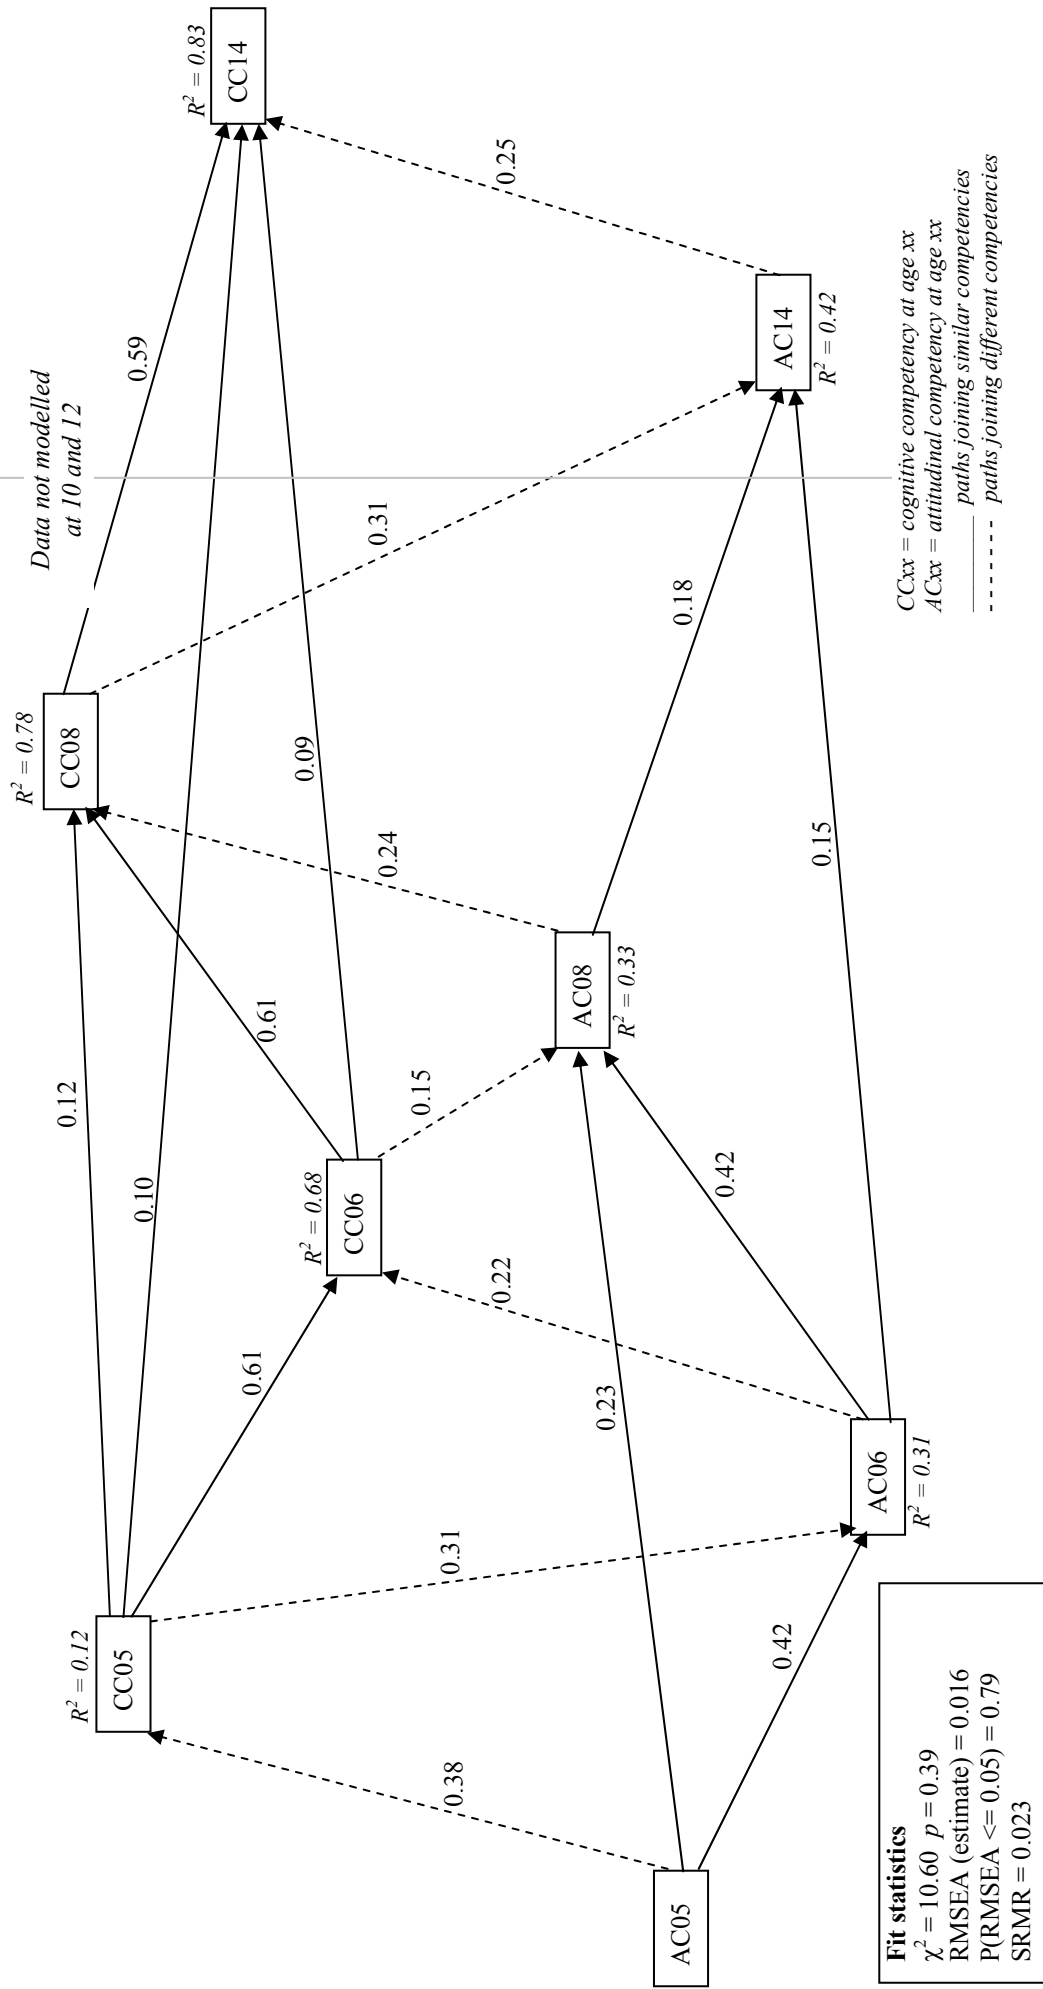 Data not modelled
at 10 and 12
R² = 0.12
CC05
R² = 0.78
CC08
R² = 0.83
CC14
0.12
0.59
0.10
0.61
R² = 0.68
CC06
0.61
0.09
0.31
0.25
0.38
0.31
0.22
0.15
0.24
AC05
0.23
AC08
R² = 0.33
0.18
AC14
R² = 0.42
0.42
0.42
0.15
AC06
R² = 0.31
Fit statistics
χ² = 10.60 p = 0.39
RMSEA (estimate) = 0.016
P(RMSEA <= 0.05) = 0.79
SRMR = 0.023
CCxx = cognitive competency at age xx
ACxx = attitudinal competency at age xx
paths joining similar competencies
paths joining different competencies